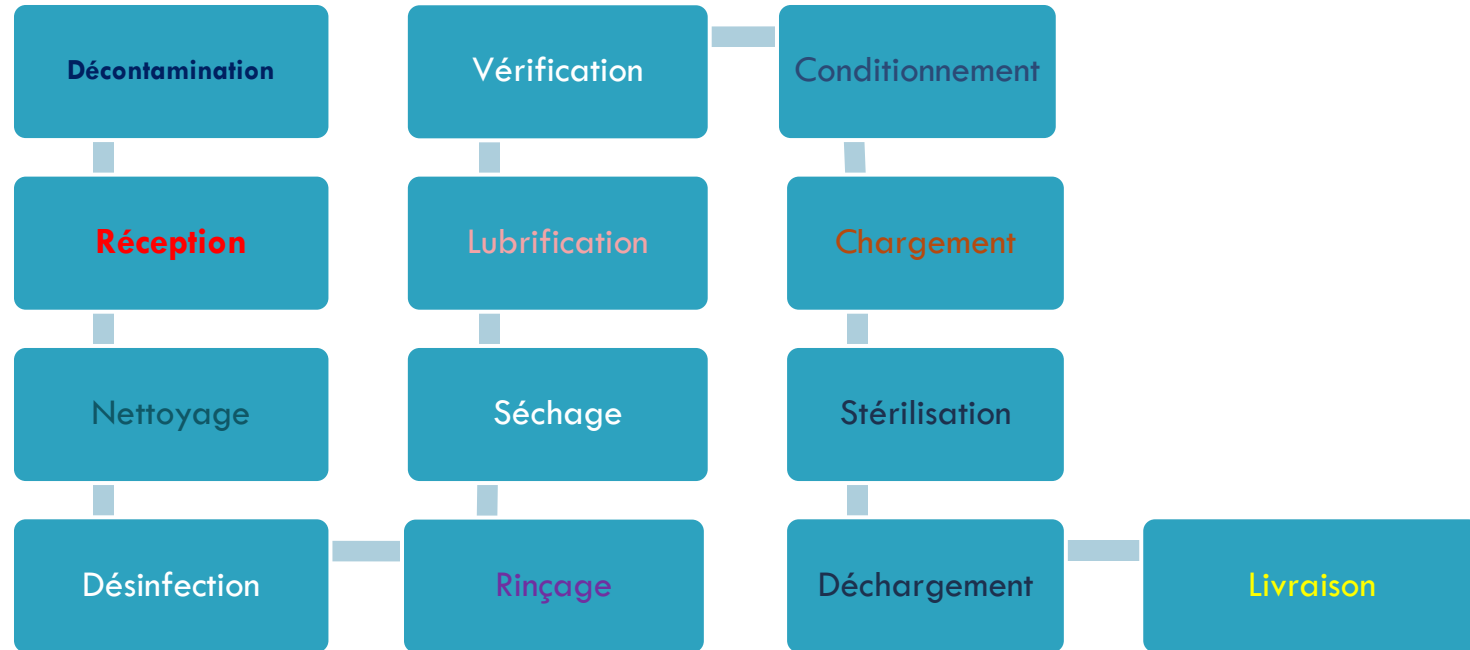 Décontamination
Réception
Nettoyage
Désinfection
Rinçage
Séchage
Lubrification
Vérification
Conditionnement
Chargement
Stérilisation
Déchargement
Livraison